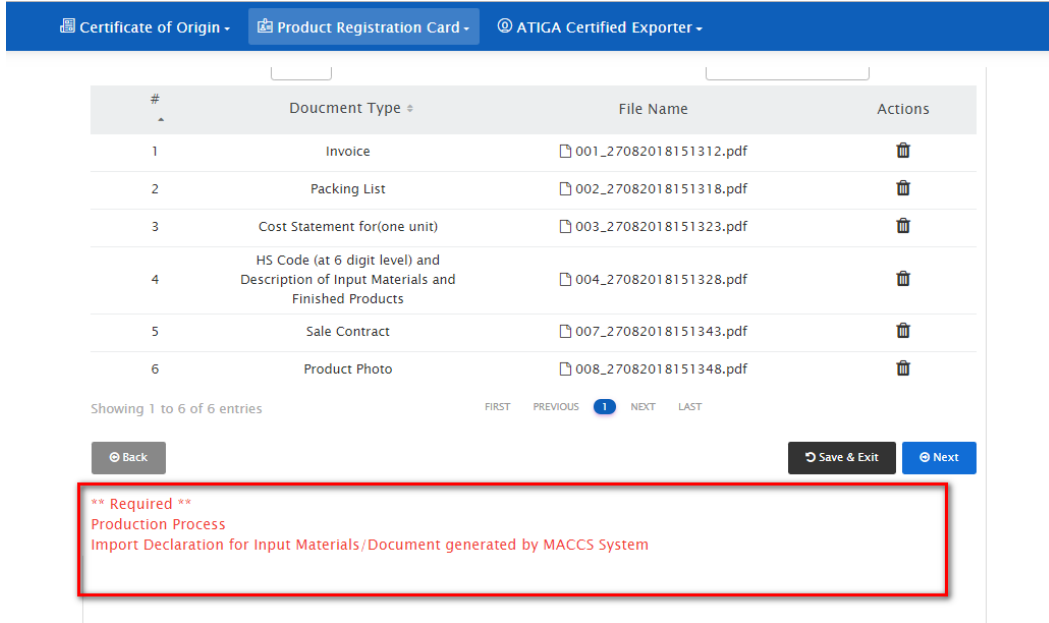 Certificate of Origin
Product Registration Card
ATIGA Certified Exporter
# Doucment Type File Name Actions
1 Invoice 001_27082018151312.pdf
2 Packing List 002_27082018151318.pdf
3 Cost Statement for(one unit) 003_27082018151323.pdf
HS Code (at 6 digit level) and
4 Description of Input Materials and 004_27082018151328.pdf
Finished Products
5 Sale Contract 007_27082018151343.pdf
6 Product Photo 008_27082018151348.pdf
Showing 1 to 6 of 6 entries FIRST PREVIOUS 1 NEXT LAST
Back Save & Exit Next
** Required **
Production Process
Import Declaration for Input Materials/Document generated by MACCS System